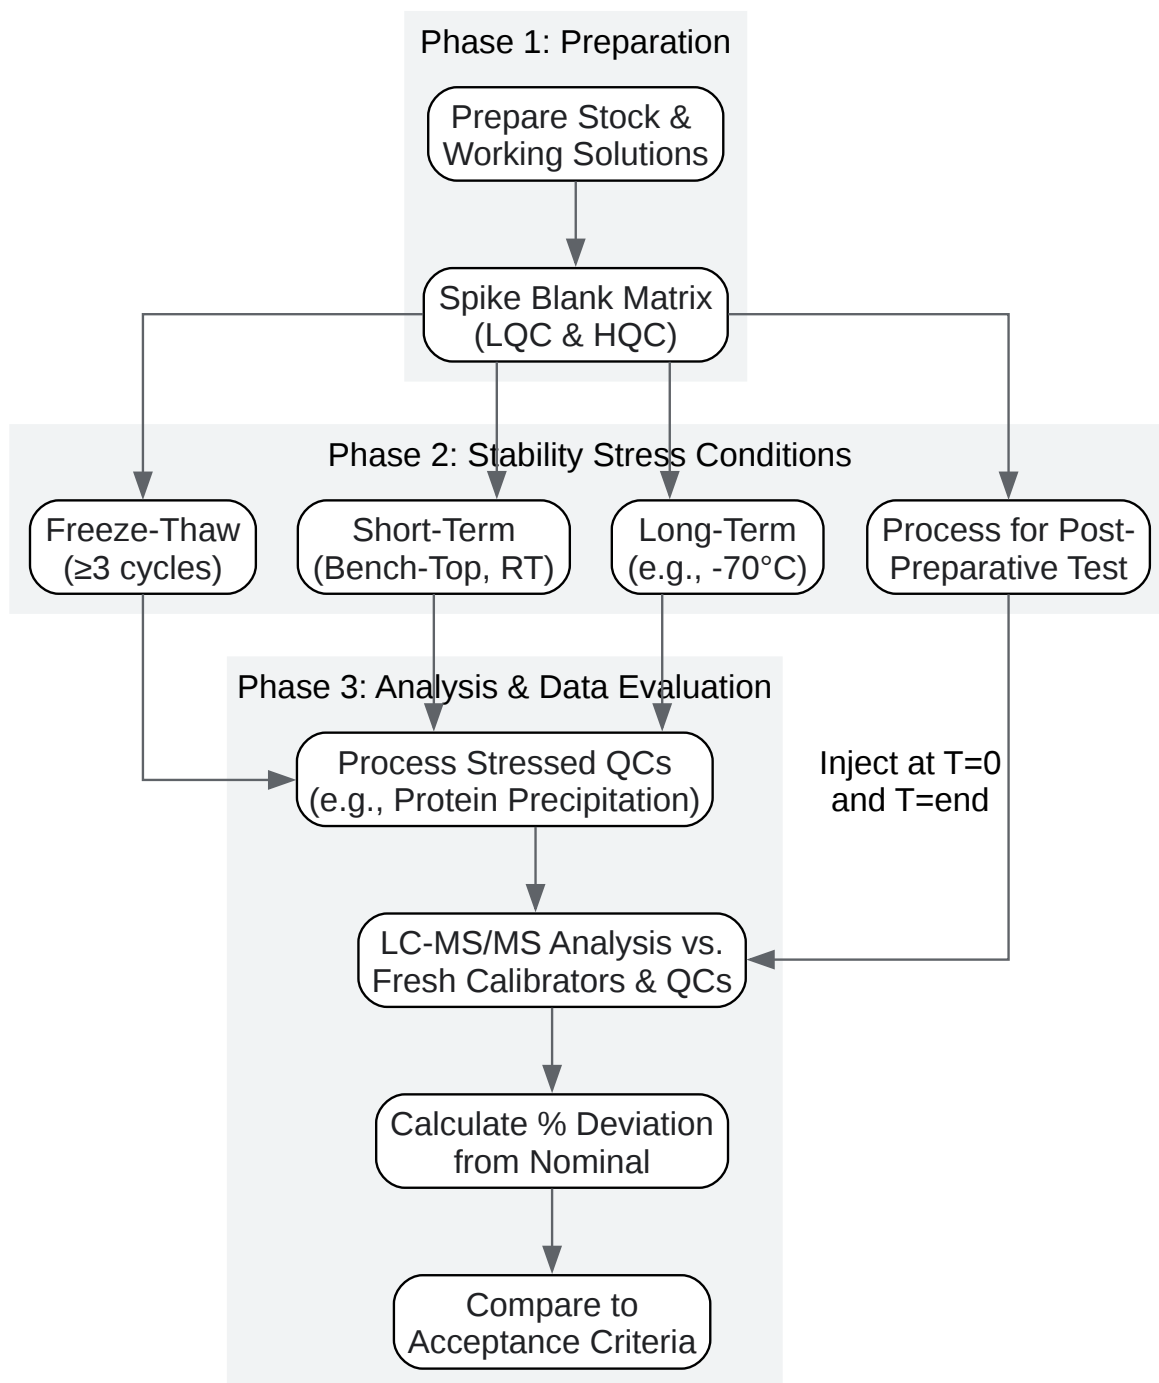 Phase 1: Preparation
Prepare Stock &
Working Solutions
Spike Blank Matrix
(LQC & HQC)
Phase 2: Stability Stress Conditions
Freeze-Thaw
(≥3 cycles)
Short-Term
(Bench-Top, RT)
Long-Term
(e.g., -70°C)
Process for Post-
Preparative Test
Phase 3: Analysis & Data Evaluation
Process Stressed QCs
(e.g., Protein Precipitation)
Inject at T=0
and T=end
LC-MS/MS Analysis vs.
Fresh Calibrators & QCs
Calculate % Deviation
from Nominal
Compare to
Acceptance Criteria